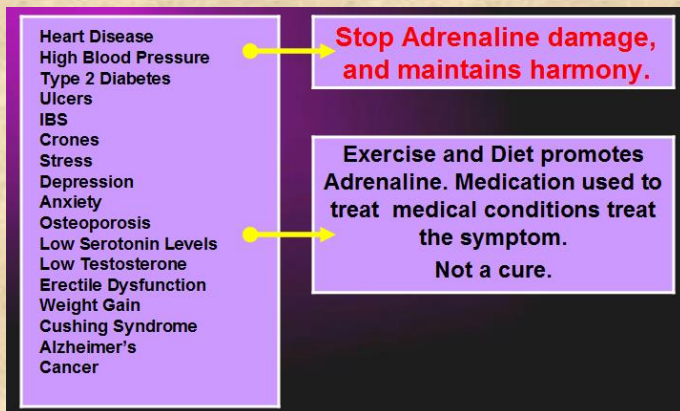 Heart Disease
High Blood Pressure
Type 2 Diabetes
Ulcers
IBS
Crones
Stress
Depression
Anxiety
Osteoporosis
Low Serotonin Levels
Low Testosterone
Erectile Dysfunction
Weight Gain
Cushing Syndrome
Alzheimer's
Cancer
Stop Adrenaline damage,
and maintains harmony.
Exercise and Diet promotes
Adrenaline. Medication used to
treat medical conditions treat
the symptom.
Not a cure.